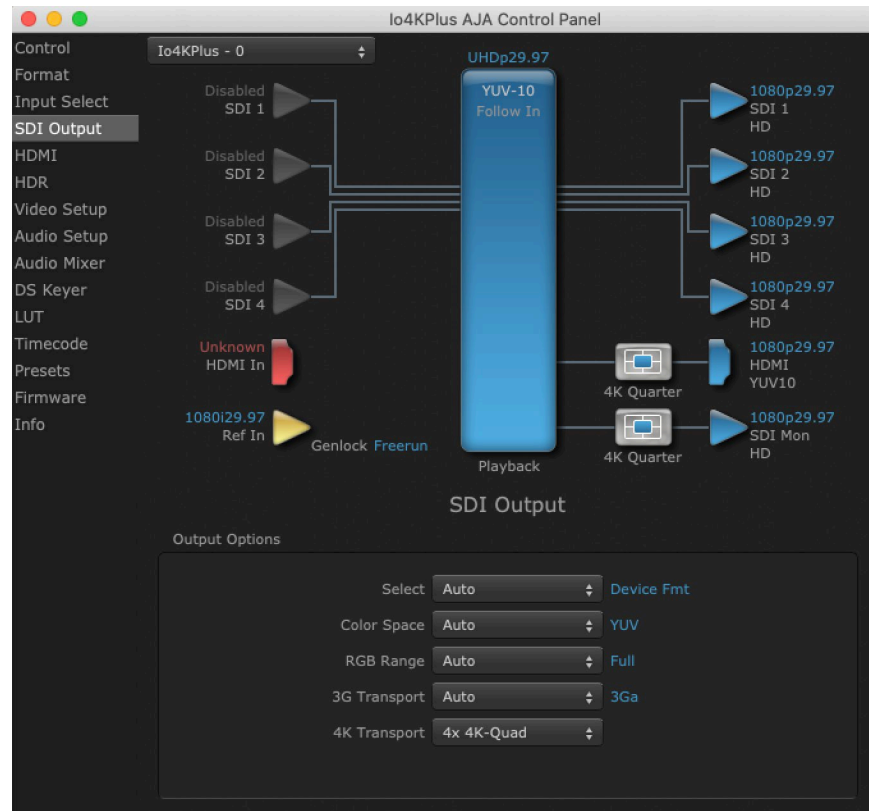 Io4KPlus AJA Control Panel
Control
Format
Input Select
SDI Output
HDMI
HDR
Video Setup
Audio Setup
Audio Mixer
DS Keyer
LUT
Timecode
Presets
Firmware
Info
Io4KPlus - 0
Disabled
SDI 1
Disabled
SDI 2
Disabled
SDI 3
Disabled
SDI 4
Unknown
HDMI In
1080i29.97
Ref In
Genlock Freerun
UHDp29.97
YUV-10
Follow In
Playback
4K Quarter
4K Quarter
1080p29.97
SDI 1
HD
1080p29.97
SDI 2
HD
1080p29.97
SDI 3
HD
1080p29.97
SDI 4
HD
1080p29.97
HDMI
YUV10
1080p29.97
SDI Mon
HD
SDI Output
Output Options
Select Auto Device Fmt
Color Space Auto YUV
RGB Range Auto Full
3G Transport Auto 3Ga
4K Transport 4x 4K-Quad